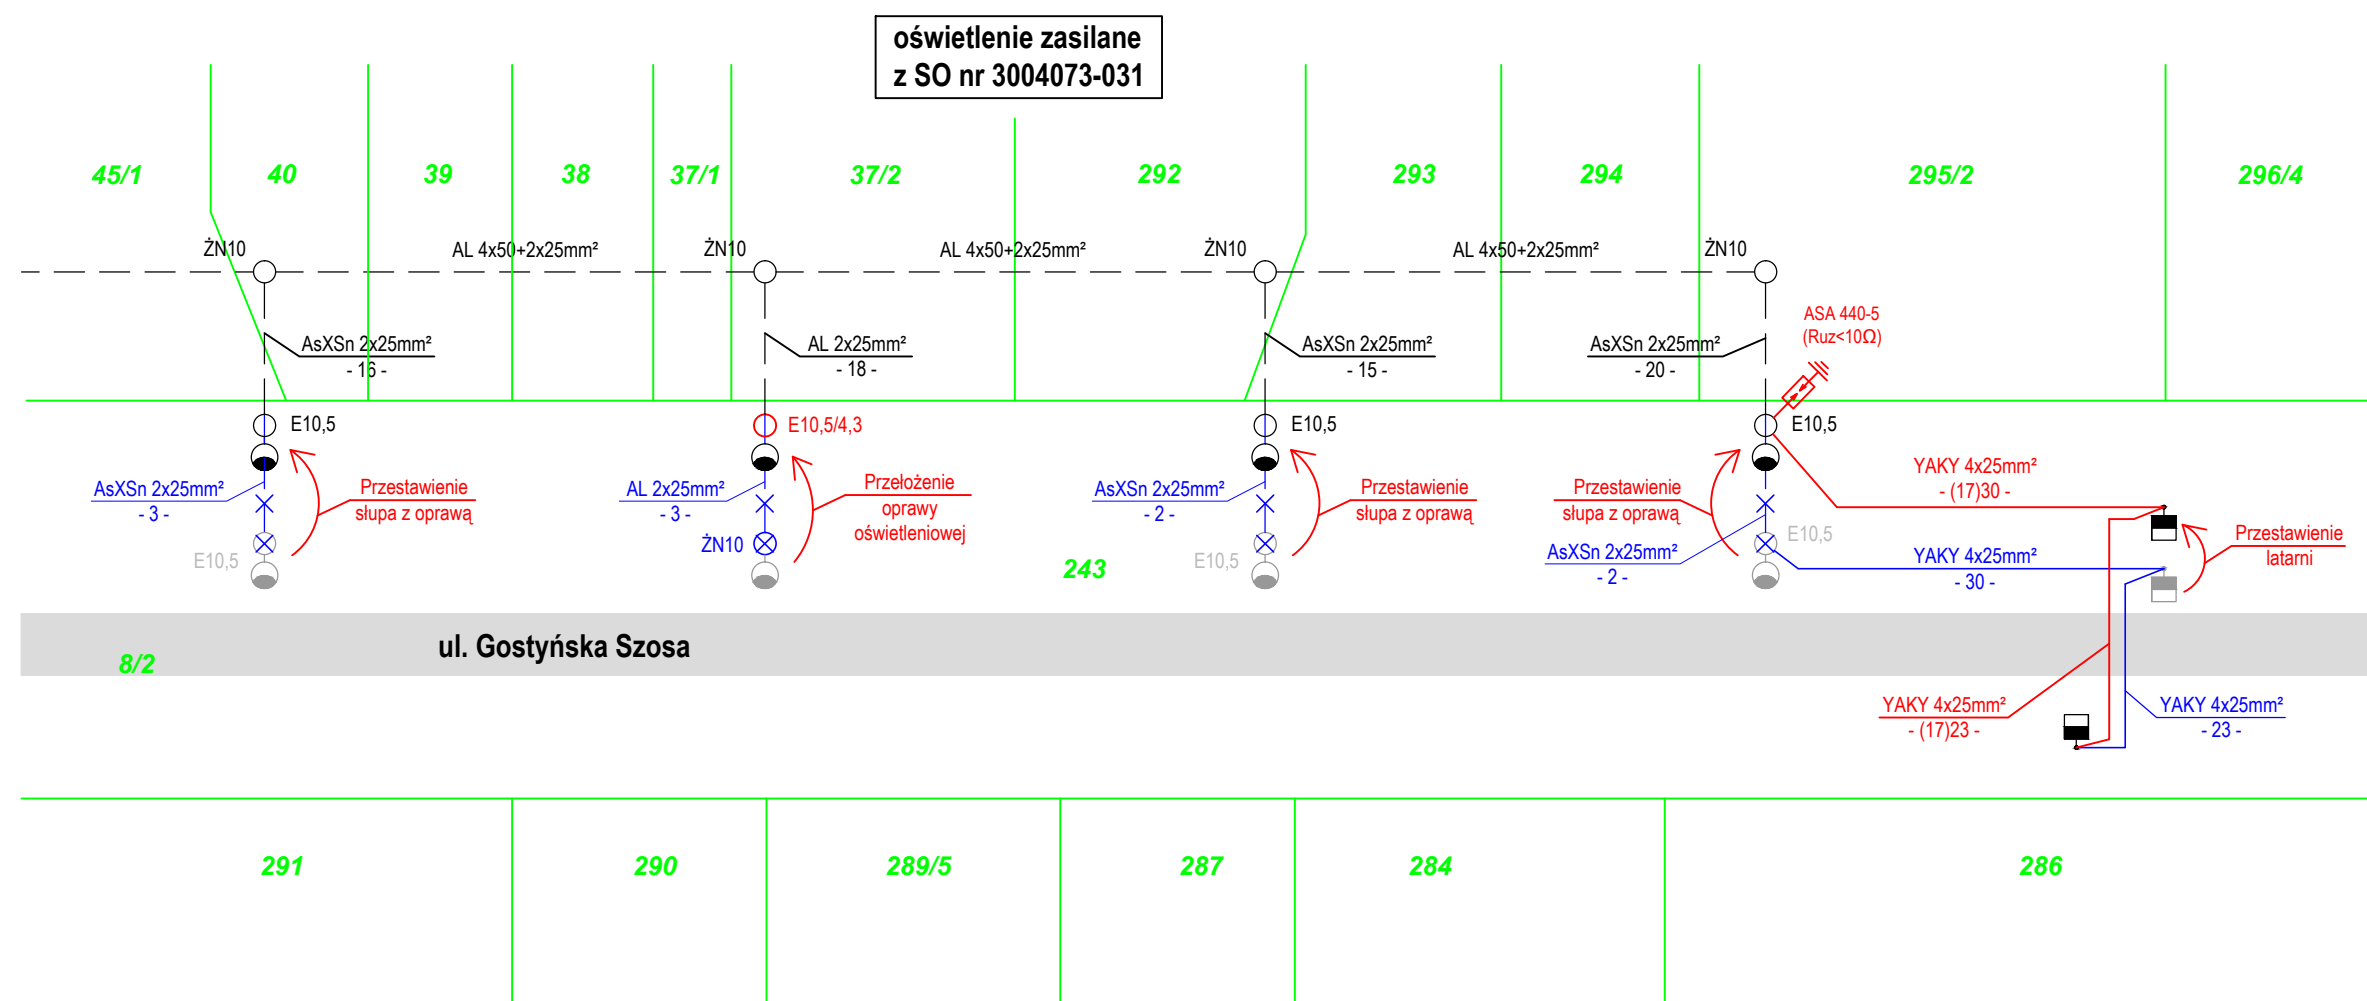 oświetlenie zasilane
z SO nr 3004073-031
45/1
40
39
38
37/1
37/2
292
293
294
295/2
296/4
ŻN10
AL 4x50+2x25mm²
ŻN10
AL 4x50+2x25mm²
ŻN10
AL 4x50+2x25mm²
ŻN10
AsXSn 2x25mm²
- 16 -
AL 2x25mm²
- 18 -
AsXSn 2x25mm²
- 15 -
AsXSn 2x25mm²
- 20 -
ASA 440-5
(Ruz<10Ω)
E10,5
E10,5/4,3
E10,5
E10,5
AsXSn 2x25mm²
- 3 -
Przestawienie
słupa z oprawą
AL 2x25mm²
- 3 -
Przełożenie
oprawy
oświetleniowej
AsXSn 2x25mm²
- 2 -
Przestawienie
słupa z oprawą
Przestawienie
słupa z oprawą
YAKY 4x25mm²
- (17)30 -
E10,5
ŻN10
243
E10,5
AsXSn 2x25mm²
- 2 -
E10,5
YAKY 4x25mm²
- 30 -
Przestawienie
latarni
8/2
ul. Gostyńska Szosa
YAKY 4x25mm²
- (17)23 -
YAKY 4x25mm²
- 23 -
291
290
289/5
287
284
286